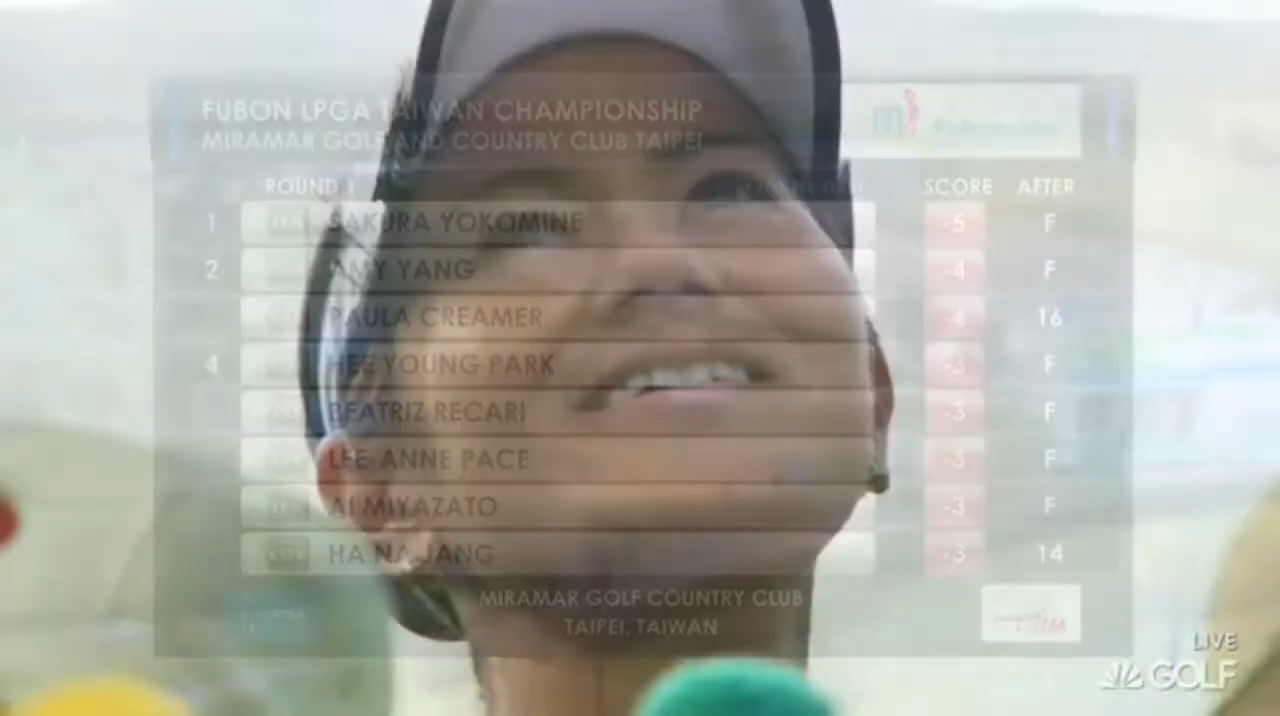 FUBON LPGA TAIWAN CHAMPIONSHIP
MIRAMAR GOLF AND COUNTRY CLUB TAIPEI
ROUND 1 SCORE AFTER
1 SAKURA YOKOMINE -5 F
2 AMY YANG -4 F
PAULA CREAMER -4 16
4 HEE YOUNG PARK -3 F
BEATRIZ RECARI -3 F
LEE-ANNE PACE -3 F
AI MIYAZATO -3 F
HA NA JANG -3 14
MIRAMAR GOLF COUNTRY CLUB
TAIPEI, TAIWAN
LIVE
GOLF